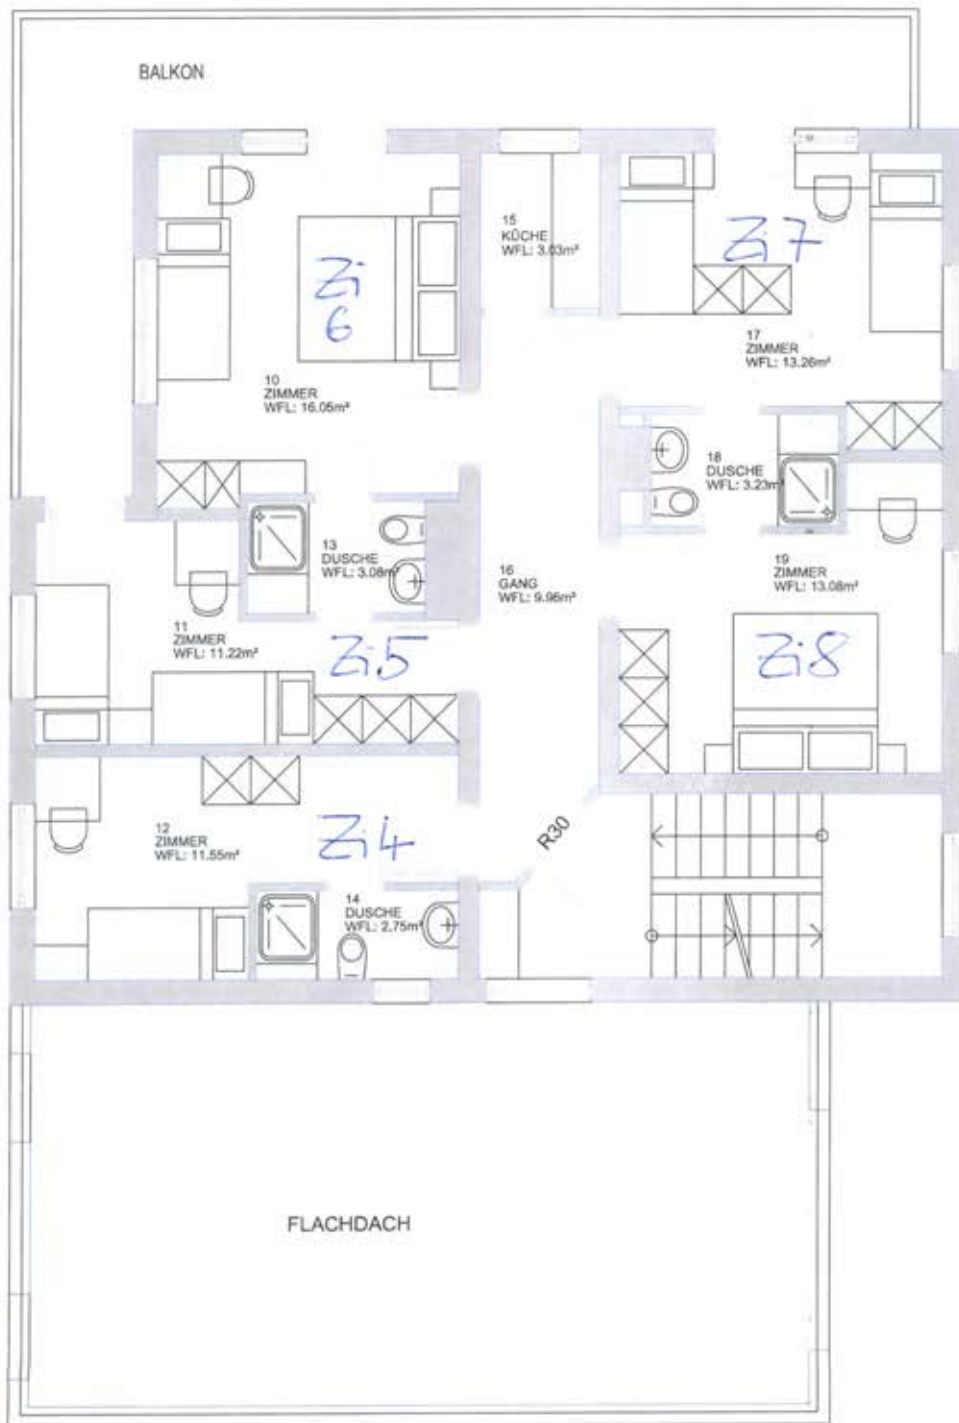 BALKON
15
KÜCHE
WFL: 3.03m²
Zi 7
Zi
6
17
ZIMMER
WFL: 13.26m²
10
ZIMMER
WFL: 16.05m²
18
DUSCHE
WFL: 3.23m²
13
DUSCHE
WFL: 3.08m²
16
GANG
WFL: 9.96m²
19
ZIMMER
WFL: 13.08m²
11
ZIMMER
WFL: 11.22m²
Zi 5
Zi 8
12
ZIMMER
WFL: 11.55m²
Zi 4
R30
14
DUSCHE
WFL: 2.75m²
FLACHDACH